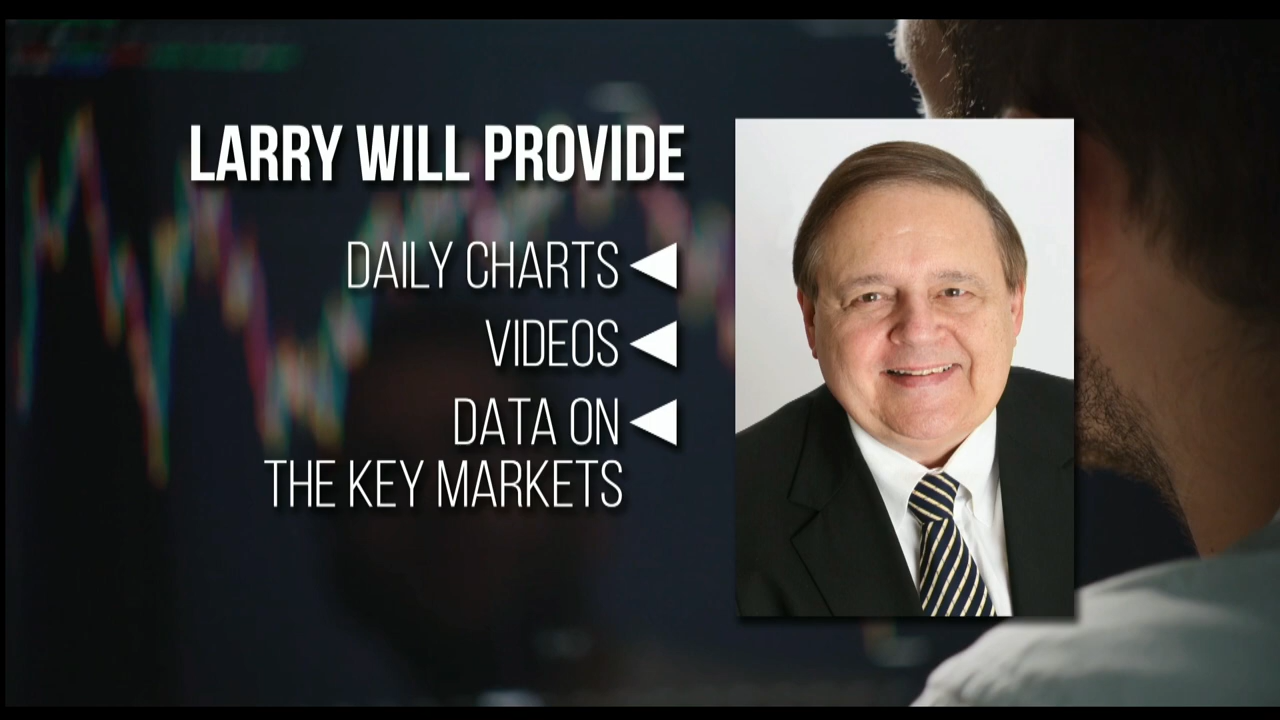 LARRY WILL PROVIDE
DAILY CHARTS
VIDEOS
DATA ON
THE KEY MARKETS